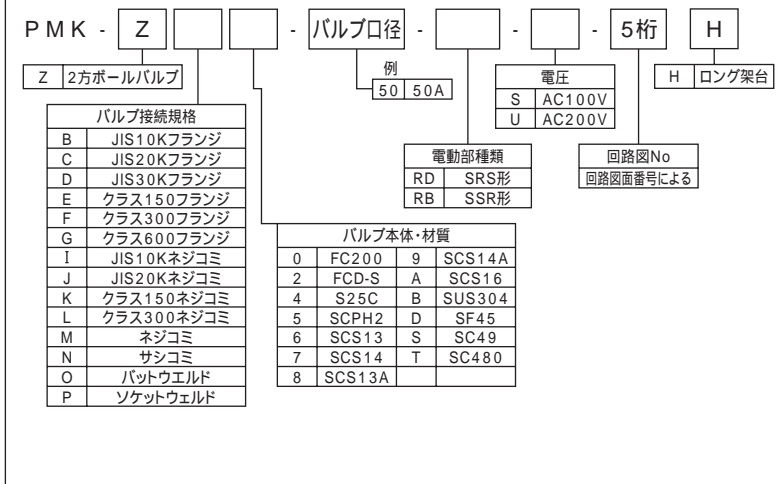 PMK - Z - バルブ口径 - - - 5桁 H
Z 2方ボールバルブ
例
50 50A
電圧
S AC100V
U AC200V
H ロング架台
バルブ接続規格
B JIS10Kフランジ
C JIS20Kフランジ
D JIS30Kフランジ
E クラス150フランジ
F クラス300フランジ
G クラス600フランジ
I JIS10Kネジコミ
J JIS20Kネジコミ
K クラス150ネジコミ
L クラス300ネジコミ
M ネジコミ
N サシコミ
O バットウエルド
P ソケットウェルド
電動部種類
RD SRS形
RB SSR形
回路図No
回路図面番号による
バルブ本体・材質
0 FC200 9 SCS14A
2 FCD-S A SCS16
4 S25C B SUS304
5 SCPH2 D SF45
6 SCS13 S SC49
7 SCS14 T SC480
8 SCS13A